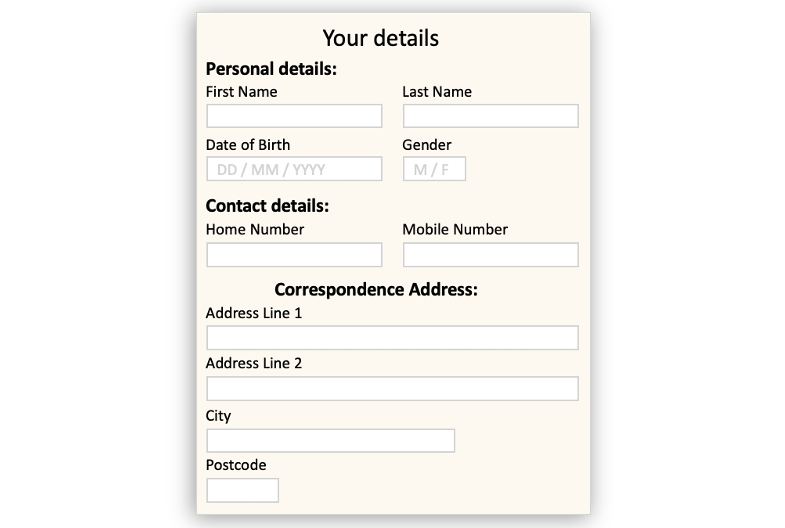 Your details
Personal details:
First Name Last Name
Date of Birth Gender
DD / MM / YYYY M / F
Contact details:
Home Number Mobile Number
Correspondence Address:
Address Line 1
Address Line 2
City
Postcode